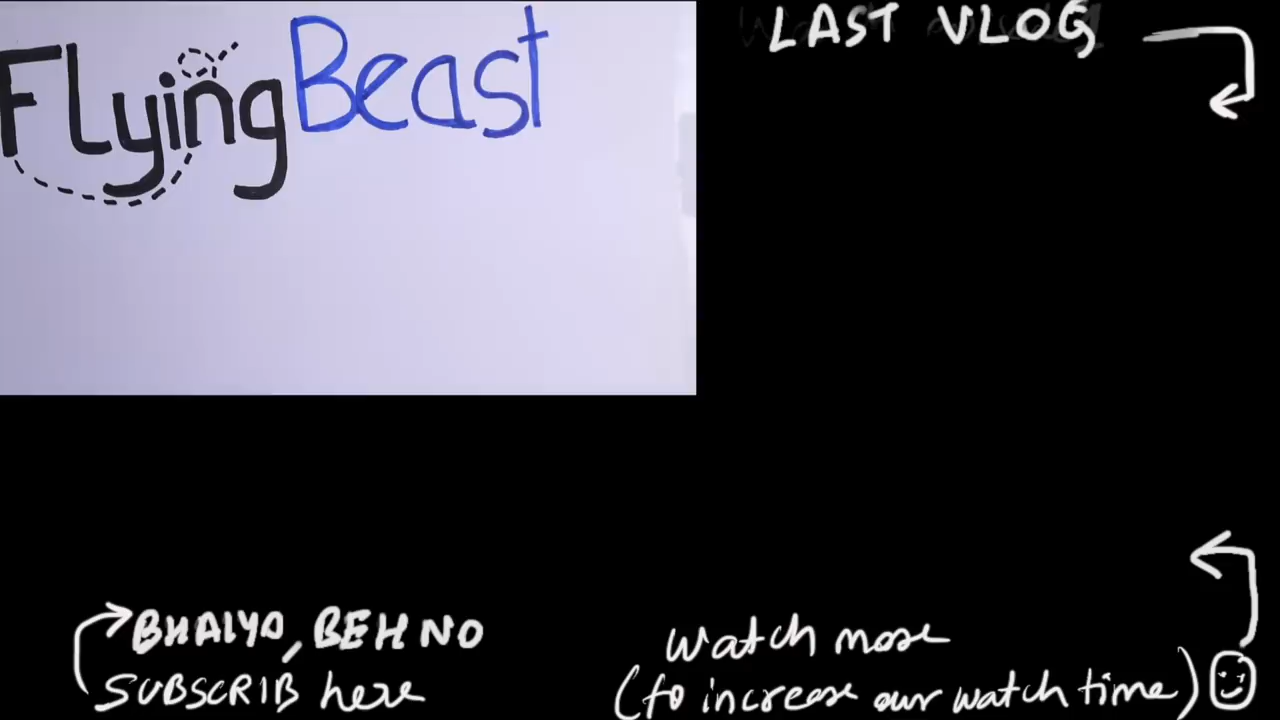 FlyingBeast
LAST VLOG
BHAIYO, BEHNO
SUBSCRIB here
watch more
(to increase our watch time)